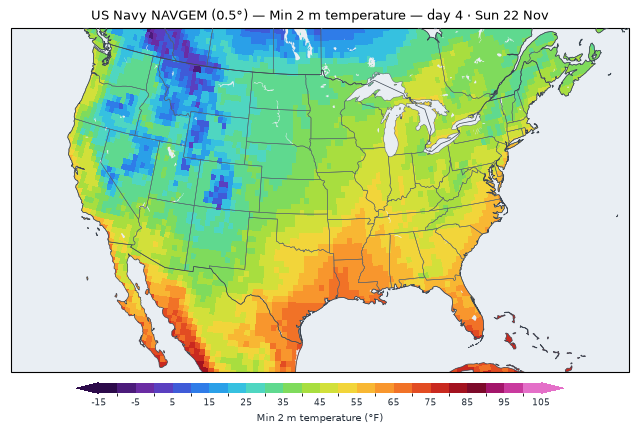 US Navy NAVGEM (0.5°) — Min 2 m temperature — day 4 · Sun 22 Nov
-15 -5 5 15 25 35 45 55 65 75 85 95 105
Min 2 m temperature (°F)